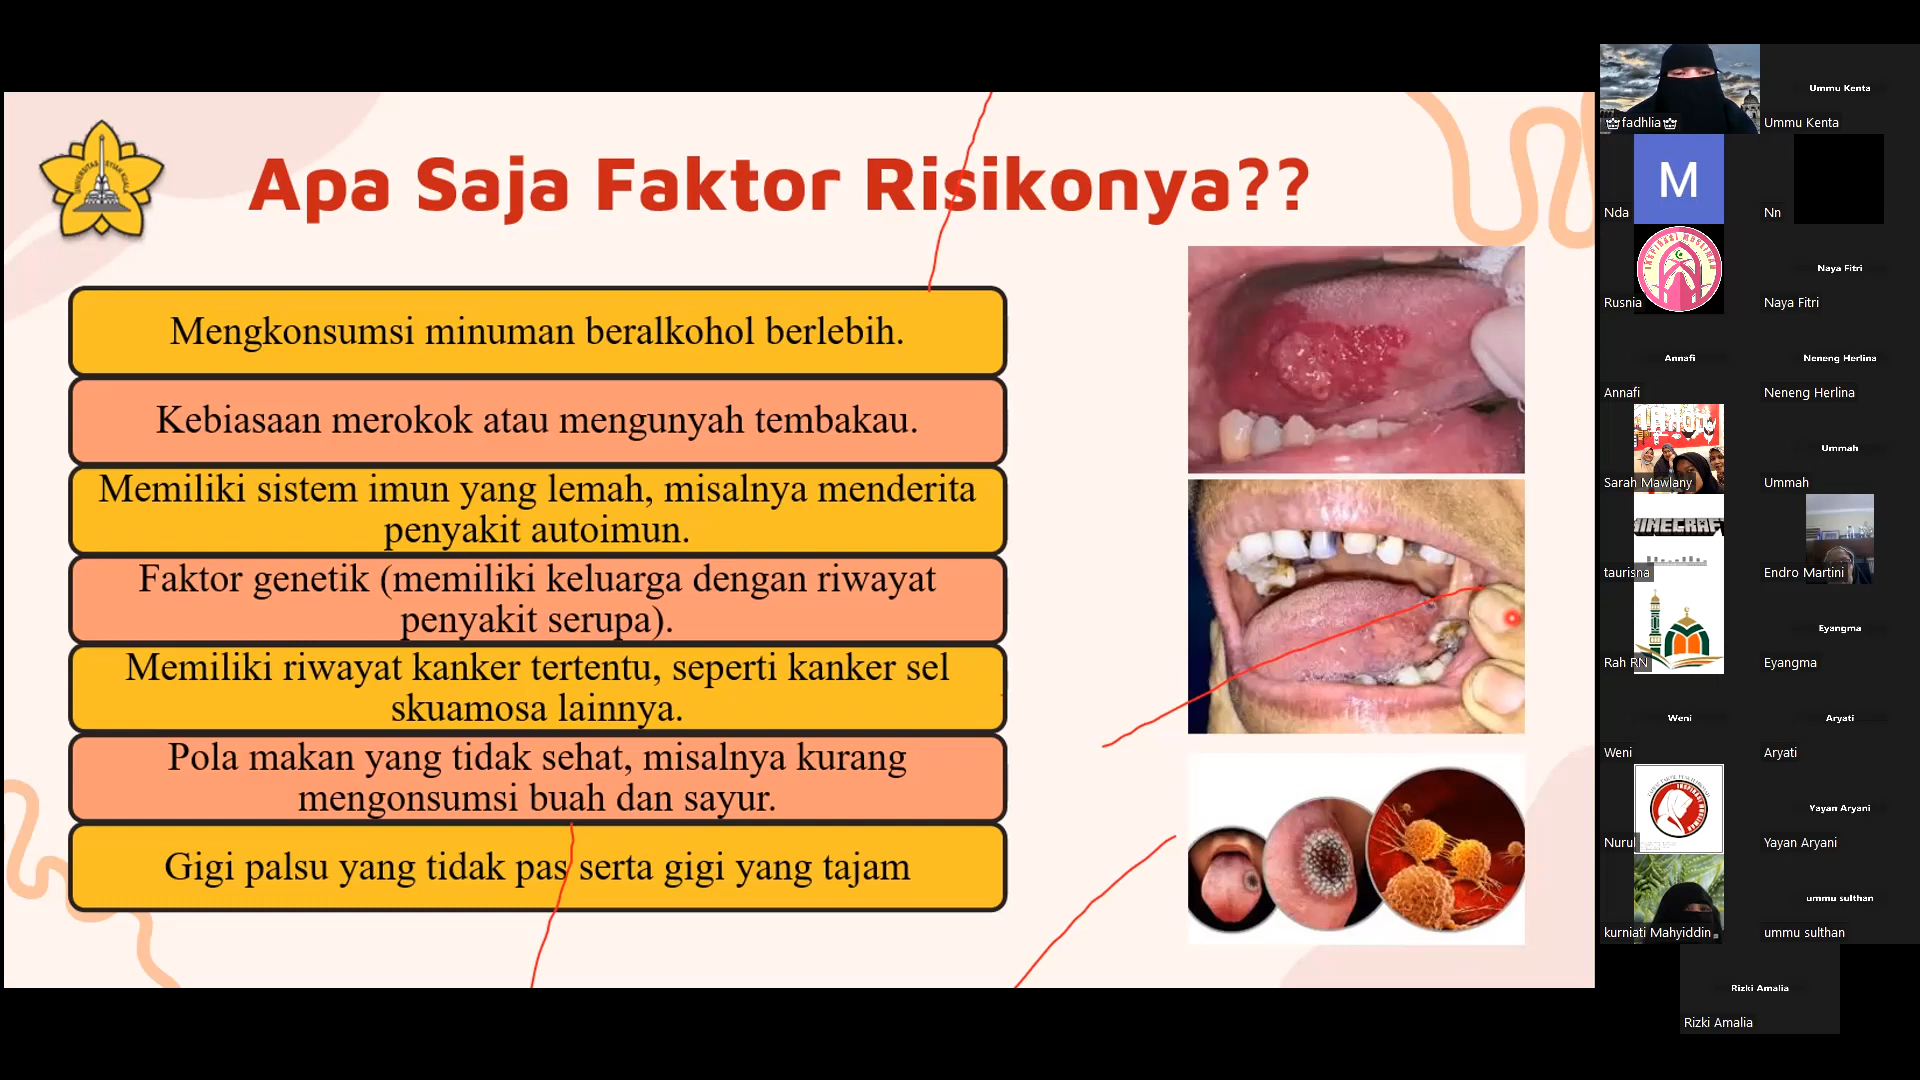 Apa Saja Faktor Risikonya??
Mengkonsumsi minuman beralkohol berlebih.
Kebiasaan merokok atau mengunyah tembakau.
Memiliki sistem imun yang lemah, misalnya menderita
penyakit autoimun.
Faktor genetik (memiliki keluarga dengan riwayat
penyakit serupa).
Memiliki riwayat kanker tertentu, seperti kanker sel
skuamosa lainnya.
Pola makan yang tidak sehat, misalnya kurang
mengonsumsi buah dan sayur.
Gigi palsu yang tidak pas serta gigi yang tajam
fadhlia
Ummu Kenta
Ummu Kenta
M
Nda
Nn
INSPIRASI MUSLIMAH
Rusnia
Naya Fitri
Naya Fitri
Annafi
Annafi
Neneng Herlina
Neneng Herlina
Sarah Mawlany
Ummah
Ummah
MINECRAFT
taurisna
Endro Martini
Rah RN
Eyangma
Eyangma
Weni
Weni
Aryati
Aryati
Nurul
Yayan Aryani
Yayan Aryani
kurniati Mahyiddin
ummu sulthan
ummu sulthan
Rizki Amalia
Rizki Amalia